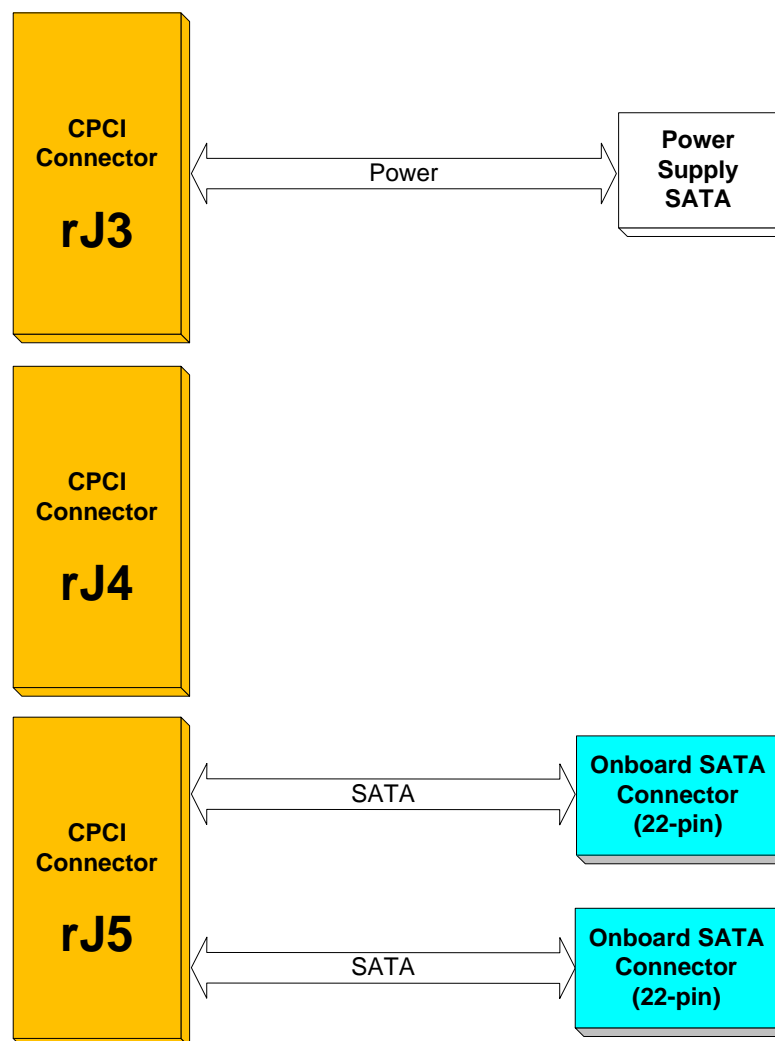 CPCI
Connector
rJ3
Power
Power
Supply
SATA
CPCI
Connector
rJ4
CPCI
Connector
rJ5
SATA
Onboard SATA
Connector
(22-pin)
SATA
Onboard SATA
Connector
(22-pin)